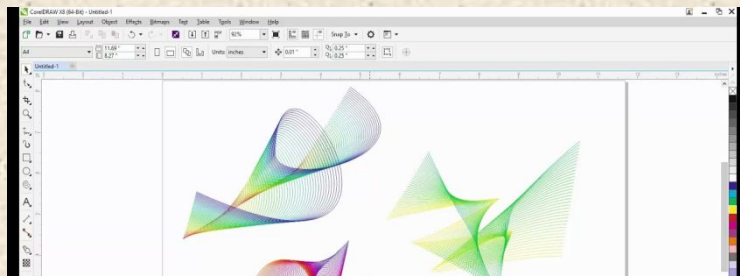 CorelDRAW X8 (64-Bit) - Untitled-1
File Edit View Layout Object Effects Bitmaps Text Table Tools Window Help
92% Snap To
A4 11.69 " 8.27 " Units: inches 0.01 " 0.25 " 0.25 "
Untitled-1